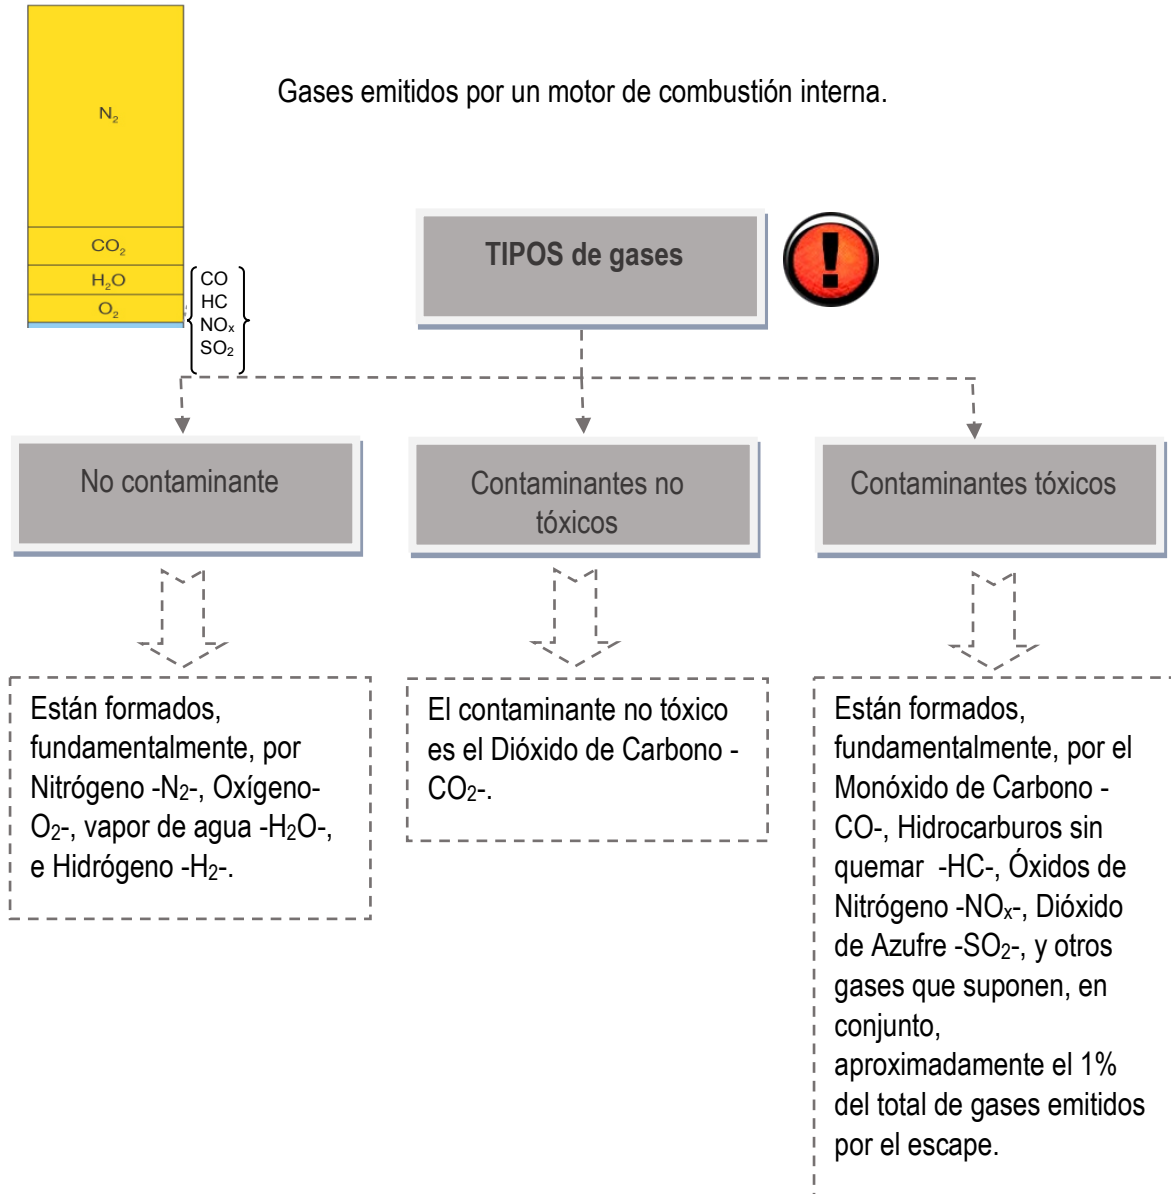 N₂
CO₂
H₂O
O₂
CO
HC
NOₓ
SO₂
Gases emitidos por un motor de combustión interna.
TIPOS de gases
!
No contaminante
Están formados,
fundamentalmente, por
Nitrógeno -N₂-, Oxígeno-
O₂-, vapor de agua -H₂O-,
e Hidrógeno -H₂-.
Contaminantes no
tóxicos
El contaminante no tóxico
es el Dióxido de Carbono -
CO₂-.
Contaminantes tóxicos
Están formados,
fundamentalmente, por el
Monóxido de Carbono -
CO-, Hidrocarburos sin
quemar -HC-, Óxidos de
Nitrógeno -NOₓ-, Dióxido
de Azufre -SO₂-, y otros
gases que suponen, en
conjunto,
aproximadamente el 1%
del total de gases emitidos
por el escape.